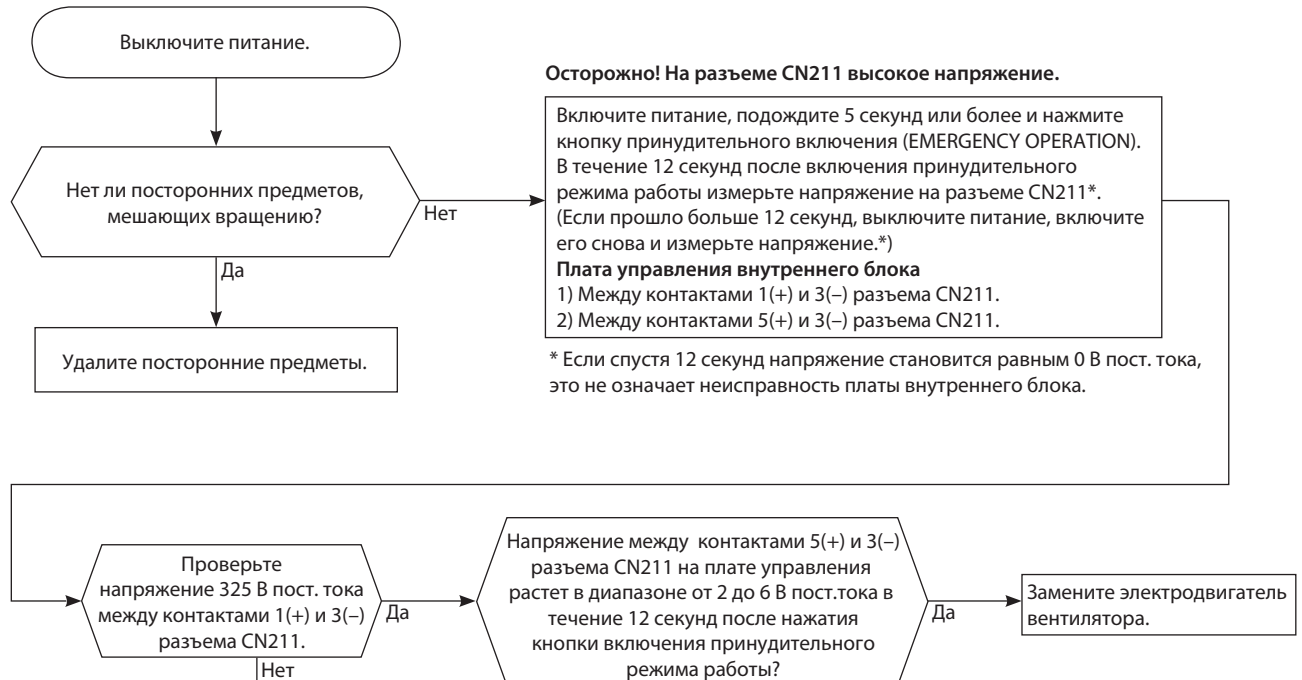 Выключите питание.
Нет ли посторонних предметов,
мешающих вращению?
Нет
Да
Удалите посторонние предметы.
Осторожно! На разъеме CN211 высокое напряжение.
Включите питание, подождите 5 секунд или более и нажмите
кнопку принудительного включения (EMERGENCY OPERATION).
В течение 12 секунд после включения принудительного
режима работы измерьте напряжение на разъеме CN211*.
(Если прошло больше 12 секунд, выключите питание, включите
его снова и измерьте напряжение.*)
Плата управления внутреннего блока
1) Между контактами 1(+) и 3(–) разъема CN211.
2) Между контактами 5(+) и 3(–) разъема CN211.
* Если спустя 12 секунд напряжение становится равным 0 В пост. тока,
это не означает неисправность платы внутреннего блока.
Проверьте
напряжение 325 В пост. тока
между контактами 1(+) и 3(–)
разъема CN211.
Да
Нет
Напряжение между контактами 5(+) и 3(–)
разъема CN211 на плате управления
растет в диапазоне от 2 до 6 В пост.тока в
течение 12 секунд после нажатия
кнопки включения принудительного
режима работы?
Да
Замените электродвигатель
вентилятора.